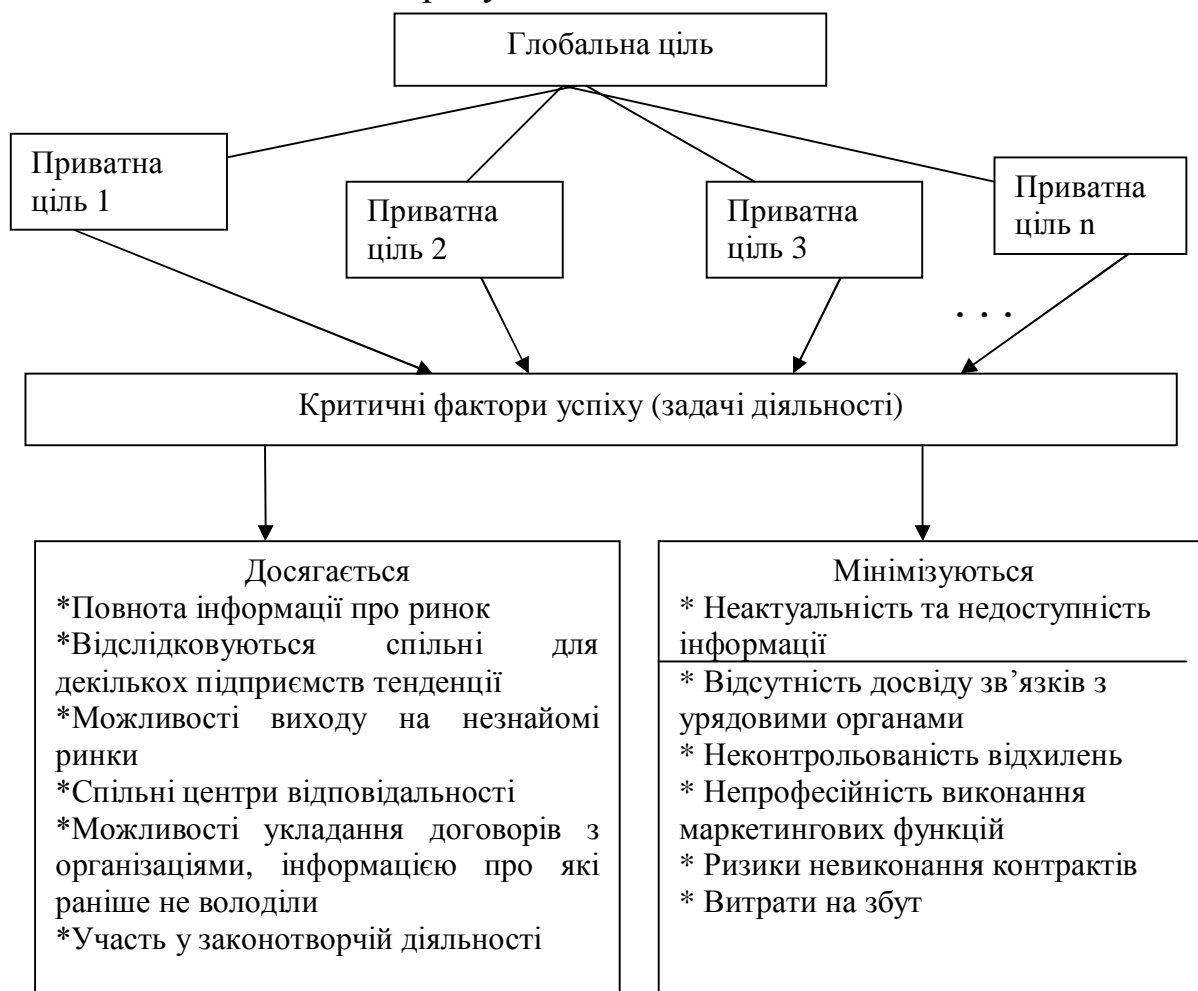 Глобальна ціль
Приватна
ціль 1
Приватна
ціль 2
Приватна
ціль 3
Приватна
ціль n
. . .
Критичні фактори успіху (задачі діяльності)
Досягається
*Повнота інформації про ринок
*Відслідковуються спільні для
декількох підприємств тенденції
*Можливості виходу на незнайомі
ринки
*Спільні центри відповідальності
*Можливості укладання договорів з
організаціями, інформацією про які
раніше не володіли
*Участь у законотворчій діяльності
Мінімізуються
* Неактуальність та недоступність
інформації
* Відсутність досвіду зв’язків з
урядовими органами
* Неконтрольованість відхилень
* Непрофесійність виконання
маркетингових функцій
* Ризики невиконання контрактів
* Витрати на збут